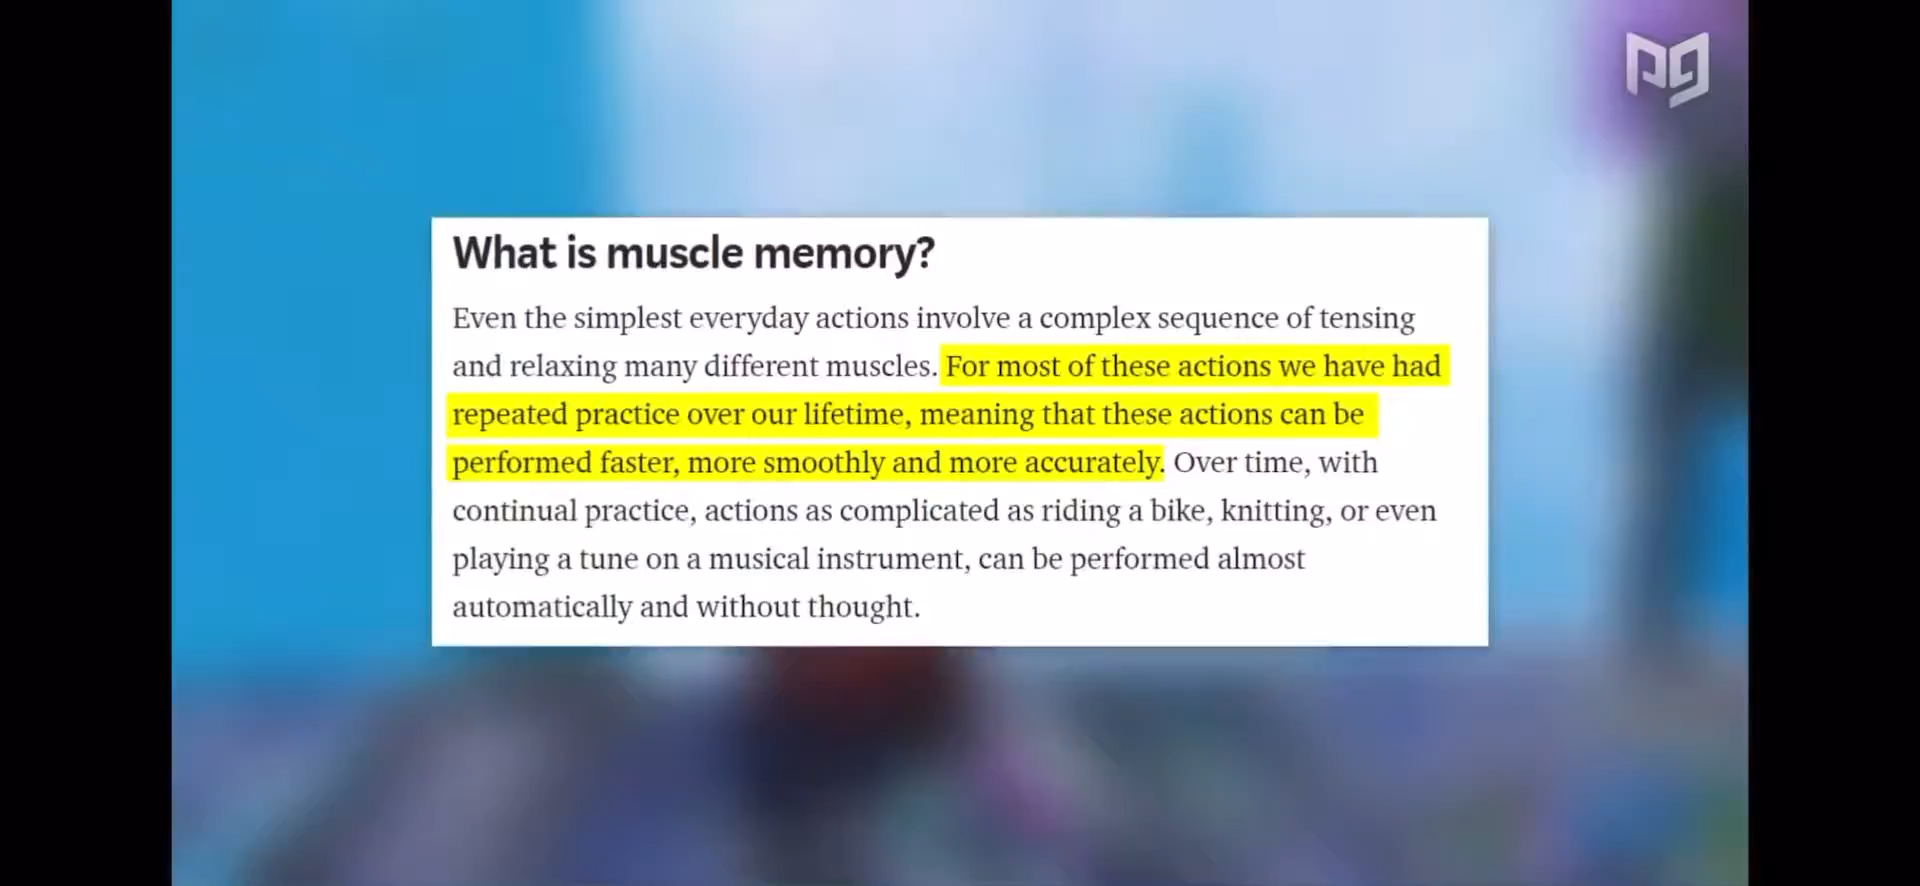 PG
What is muscle memory?
Even the simplest everyday actions involve a complex sequence of tensing
and relaxing many different muscles. For most of these actions we have had
repeated practice over our lifetime, meaning that these actions can be
performed faster, more smoothly and more accurately. Over time, with
continual practice, actions as complicated as riding a bike, knitting, or even
playing a tune on a musical instrument, can be performed almost
automatically and without thought.